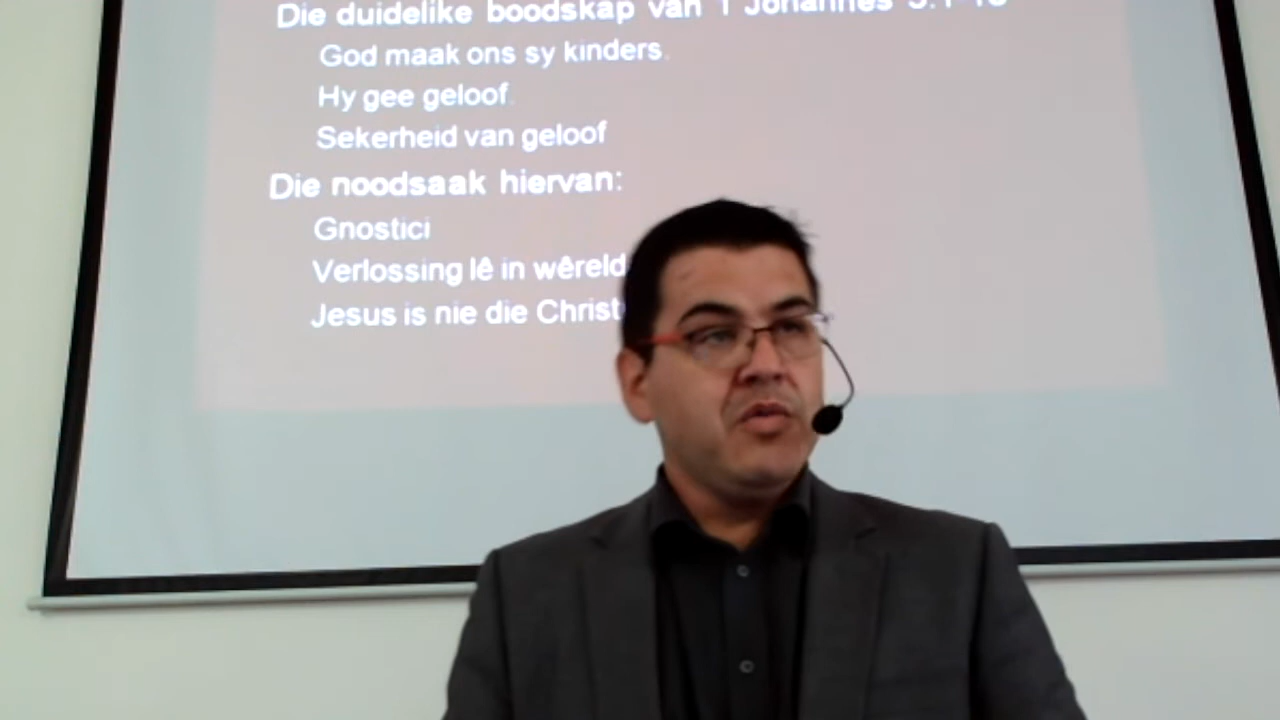 Die duidelike boodskap van 1 Johannes
God maak ons sy kinders.
Hy gee geloof.
Sekerheid van geloof
Die noodsaak hiervan:
Gnostici
Verlossing lê in wêreld
Jesus is nie die Christ